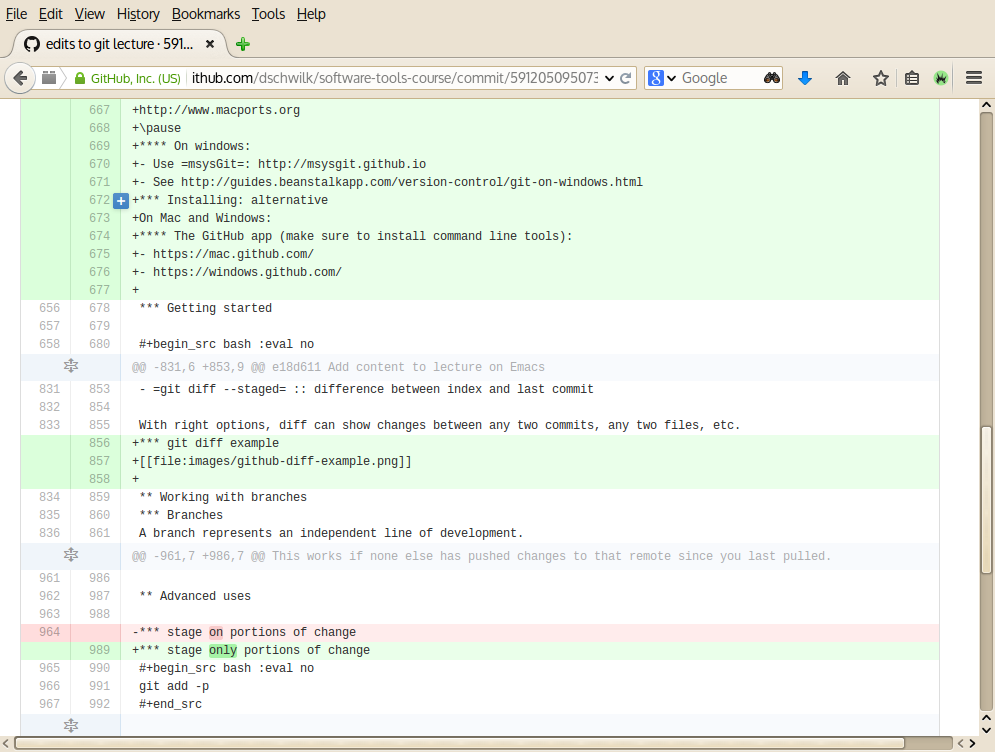 File Edit View History Bookmarks Tools Help
edits to git lecture · 591...
GitHub, Inc. (US) ithub.com/dschwilk/software-tools-course/commit/591205095073 Google
667 +http://www.macports.org
668 +\pause
669 +**** On windows:
670 +- Use =msysGit=: http://msysgit.github.io
671 +- See http://guides.beanstalkapp.com/version-control/git-on-windows.html
672 +*** Installing: alternative
673 +On Mac and Windows:
674 +**** The GitHub app (make sure to install command line tools):
675 +- https://mac.github.com/
676 +- https://windows.github.com/
677 +
656 678 *** Getting started
657 679
658 680 #+begin_src bash :eval no
@@ -831,6 +853,9 @@ e18d611 Add content to lecture on Emacs
831 853 - =git diff --staged= :: difference between index and last commit
832 854
833 855 With right options, diff can show changes between any two commits, any two files, etc.
856 +*** git diff example
857 +[[file:images/github-diff-example.png]]
858 +
834 859 ** Working with branches
835 860 *** Branches
836 861 A branch represents an independent line of development.
@@ -961,7 +986,7 @@ This works if none else has pushed changes to that remote since you last pulled.
961 986
962 987 ** Advanced uses
963 988
964 -*** stage on portions of change
989 +*** stage only portions of change
965 990 #+begin_src bash :eval no
966 991 git add -p
967 992 #+end_src